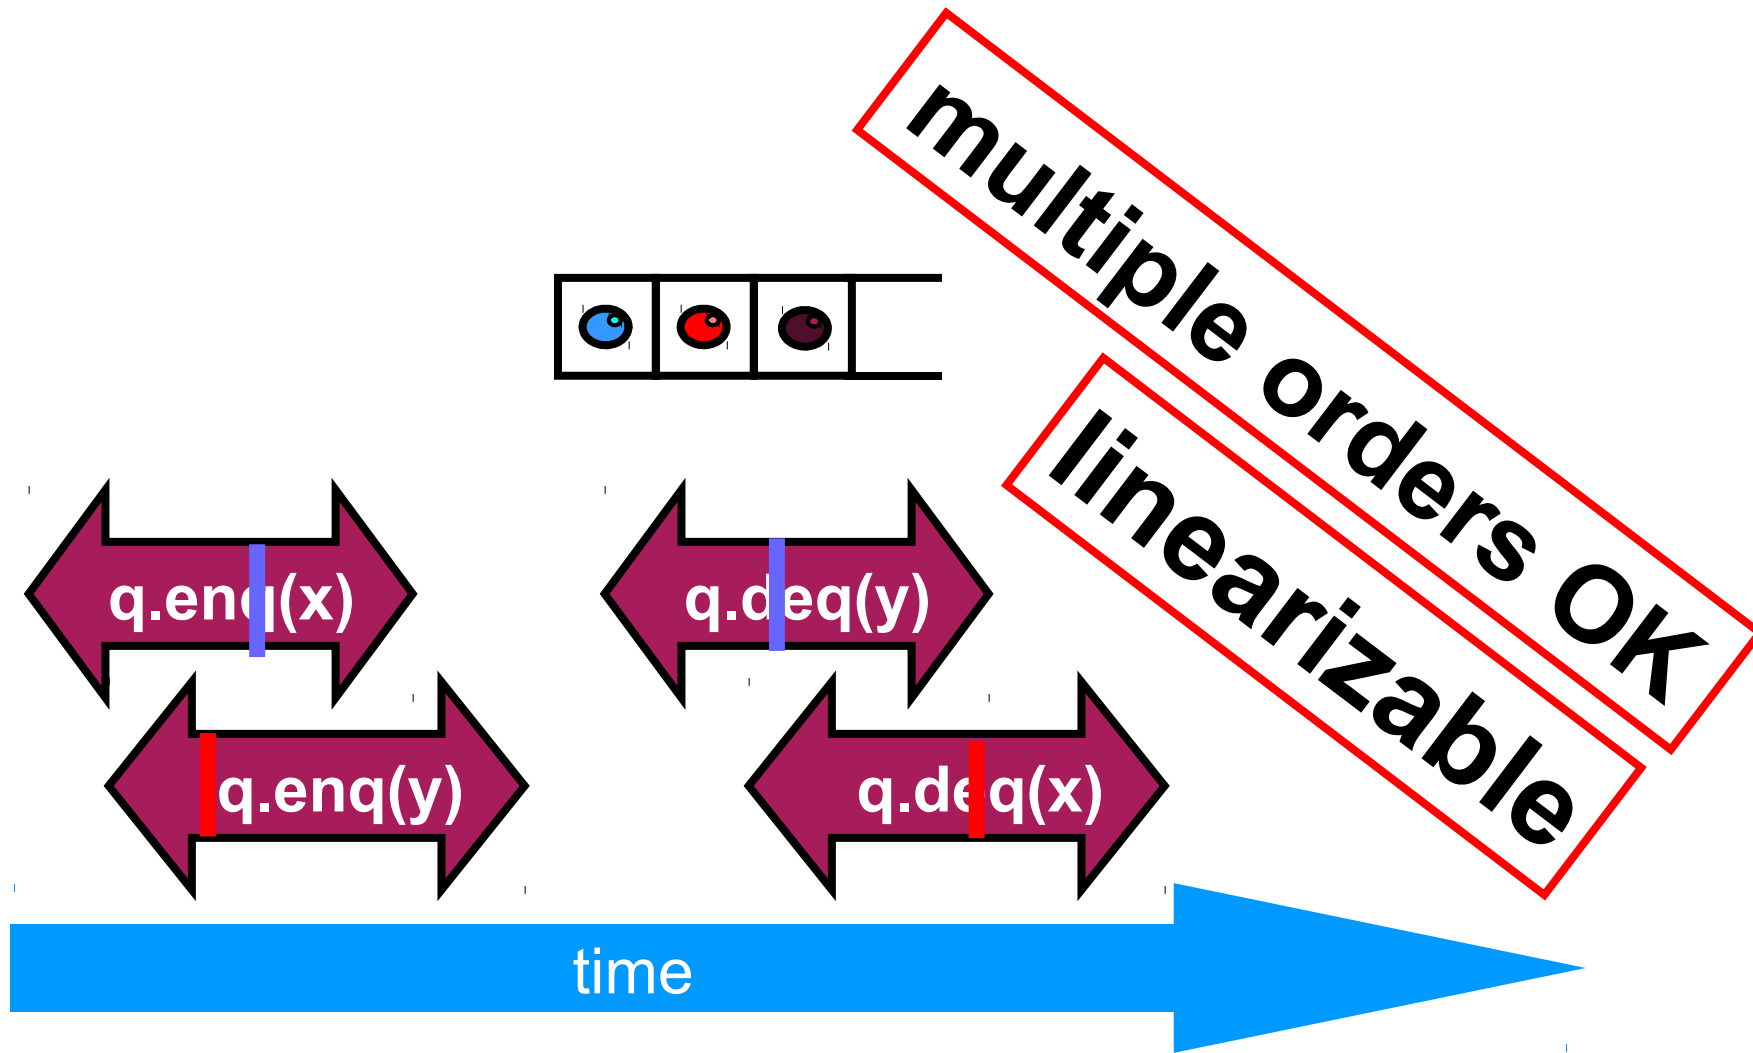 multiple orders OK
linearizable
q.enq(x)
q.deq(y)
q.enq(y)
q.deq(x)
time